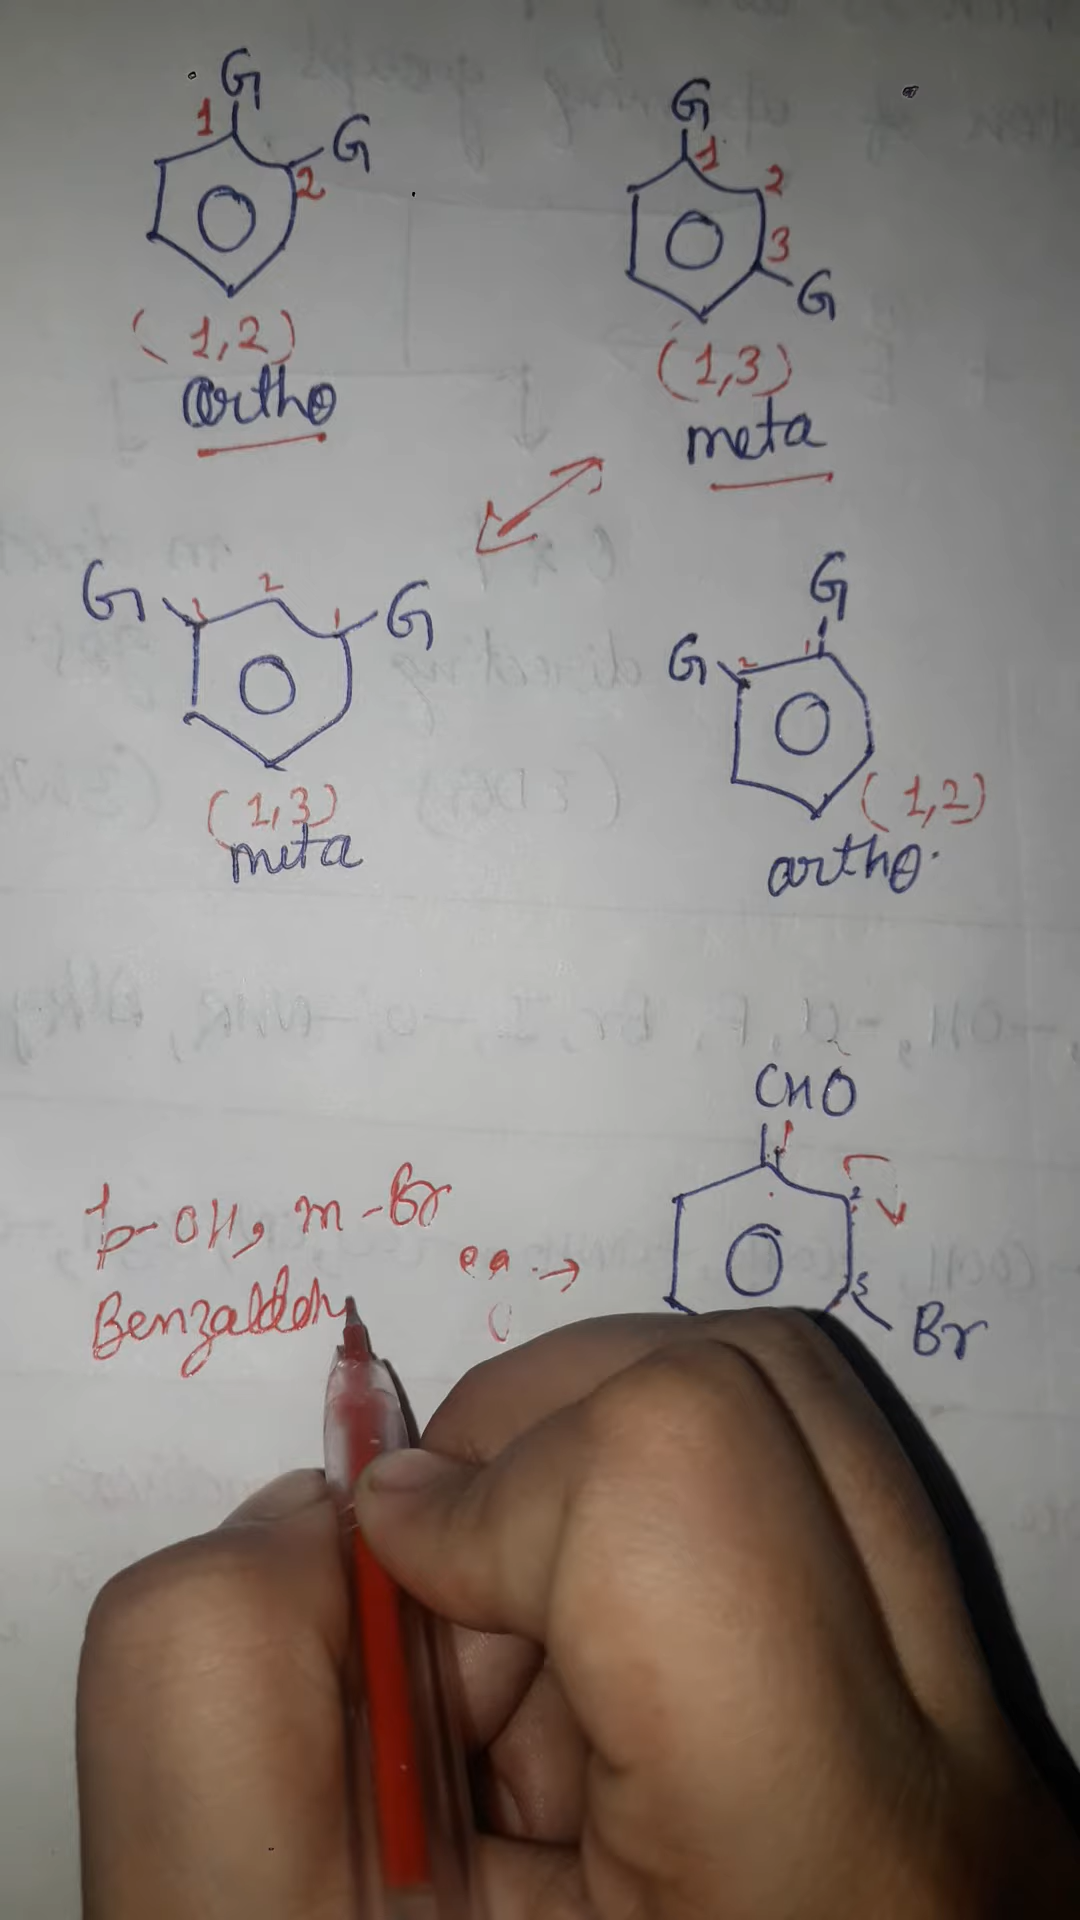 G
1
G
2
(1,2)
ortho
G
1
2
3
G
(1,3)
meta
G
3
2
1
G
(1,3)
meta
G
G
2
1
(1,2)
ortho
CHO
1
2
3
Br
p-OH, m-Br
Benzaldeh